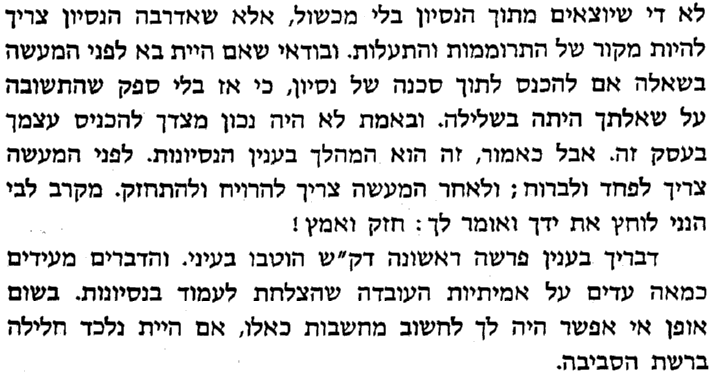 לא די שיוצאים מתוך הנסיון בלי מכשול, אלא שאדרבה הנסיון צריך
להיות מקור של התרוממות והתעלות. ובודאי שאם היית בא לפני המעשה
בשאלה אם להכנס לתוך סכנה של נסיון, כי אז בלי ספק שהתשובה
על שאלתך היתה בשלילה. ובאמת לא היה נכון מצדך להכניס עצמך
בעסק זה. אבל כאמור, זה הוא המהלך בענין הנסיונות. לפני המעשה
צריך לפחד ולברוח; ולאחר המעשה צריך להרויח ולהתחזק. מקרב לבי
הנני לוחץ את ידך ואומר לך: חזק ואמץ!
דבריך בענין פרשה ראשונה דק״ש הוטבו בעיני. והדברים מעידים
כמאה עדים על אמיתיות העובדה שהצלחת לעמוד בנסיונות. בשום
אופן אי אפשר היה לך לחשוב מחשבות כאלו, אם היית נלכד חלילה
ברשת הסביבה.